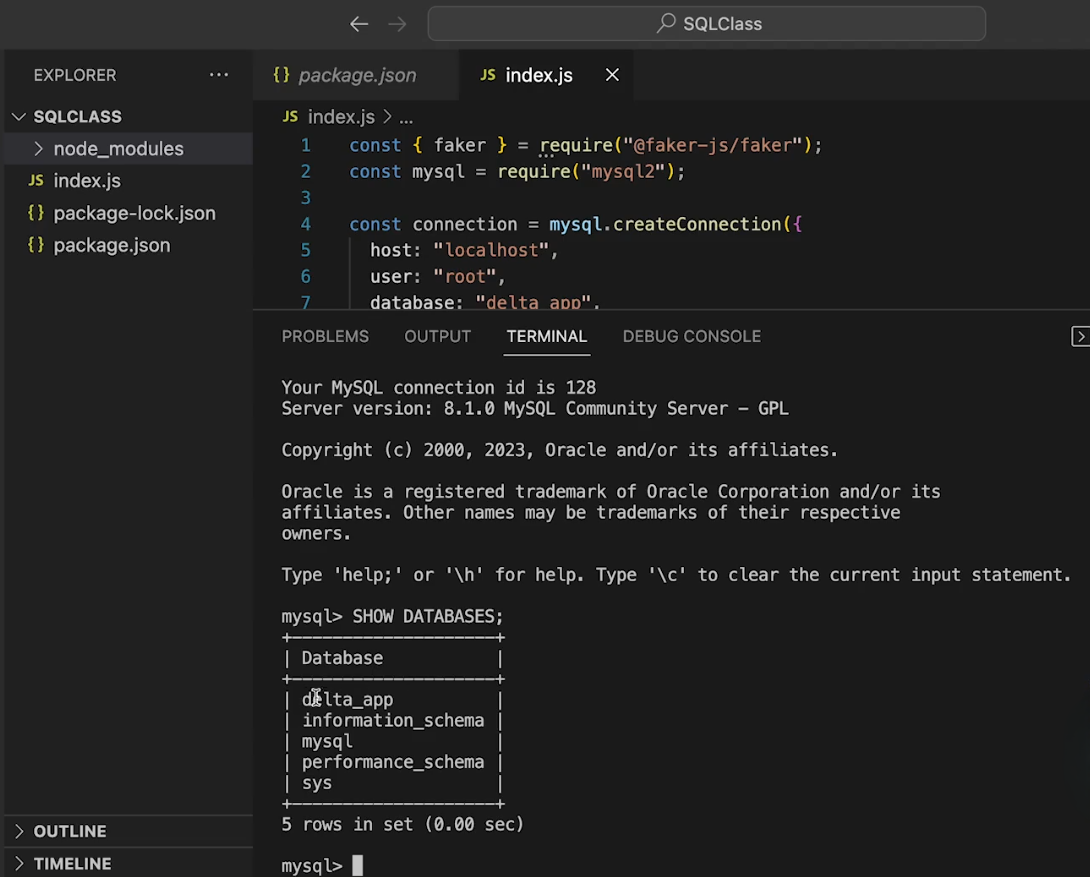 SQLClass
EXPLORER ...
SQLCLASS
node_modules
JS index.js
{} package-lock.json
{} package.json
OUTLINE
TIMELINE
{} package.json
JS index.js
JS index.js > ...
1 const { faker } = require("@faker-js/faker");
2 const mysql = require("mysql2");
3
4 const connection = mysql.createConnection({
5 host: "localhost",
6 user: "root",
7 database: "delta_app",
PROBLEMS OUTPUT TERMINAL DEBUG CONSOLE
Your MySQL connection id is 128
Server version: 8.1.0 MySQL Community Server - GPL
Copyright (c) 2000, 2023, Oracle and/or its affiliates.
Oracle is a registered trademark of Oracle Corporation and/or its
affiliates. Other names may be trademarks of their respective
owners.
Type 'help;' or '\h' for help. Type '\c' to clear the current input statement.
mysql> SHOW DATABASES;
+--------------------+
| Database           |
+--------------------+
| delta_app          |
| information_schema |
| mysql              |
| performance_schema |
| sys                |
+--------------------+
5 rows in set (0.00 sec)
mysql>